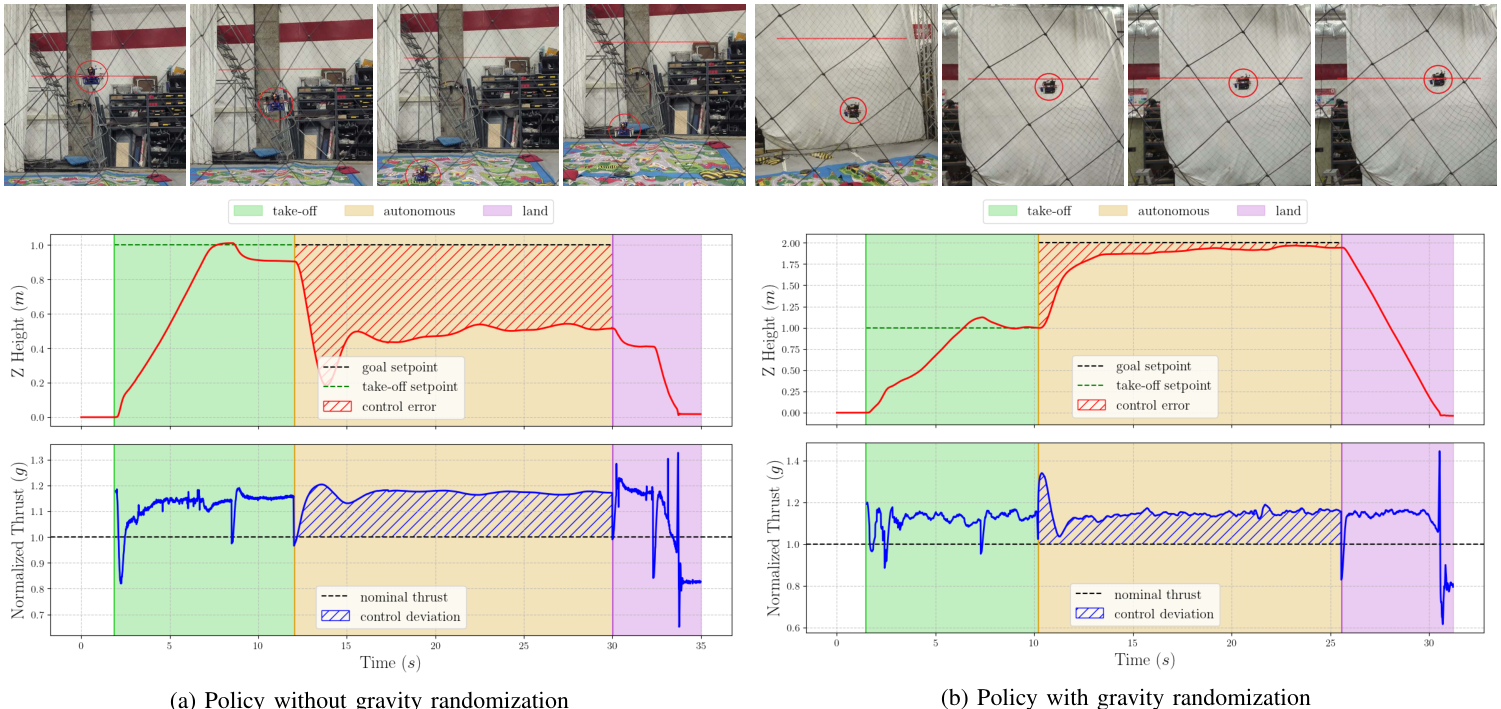 take-off autonomous land
take-off autonomous land
Z Height (m)
1.0
0.8
0.6
0.4
0.2
0.0
goal setpoint
take-off setpoint
control error
Normalized Thrust (g)
1.3
1.2
1.1
1.0
0.9
0.8
0.7
nominal thrust
control deviation
0 5 10 15 20 25 30 35
Time (s)
(a) Policy without gravity randomization
Z Height (m)
2.00
1.75
1.50
1.25
1.00
0.75
0.50
0.25
0.00
goal setpoint
take-off setpoint
control error
Normalized Thrust (g)
1.4
1.2
1.0
0.8
0.6
nominal thrust
control deviation
0 5 10 15 20 25 30
Time (s)
(b) Policy with gravity randomization